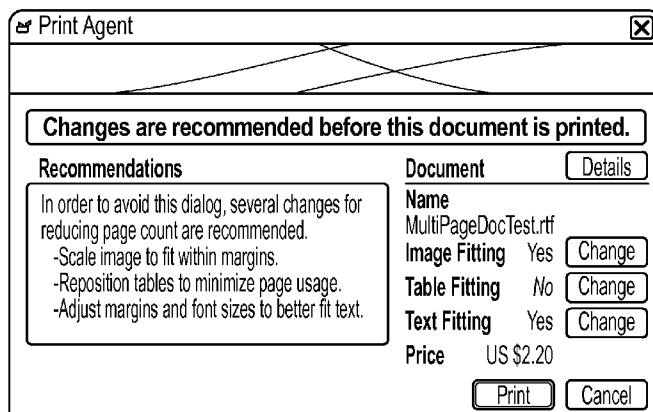 Print Agent
Changes are recommended before this document is printed.
Recommendations
In order to avoid this dialog, several changes for
reducing page count are recommended.
-Scale image to fit within margins.
-Reposition tables to minimize page usage.
-Adjust margins and font sizes to better fit text.
Document Details
Name
MultiPageDocTest.rtf
Image Fitting Yes Change
Table Fitting No Change
Text Fitting Yes Change
Price US $2.20
Print Cancel